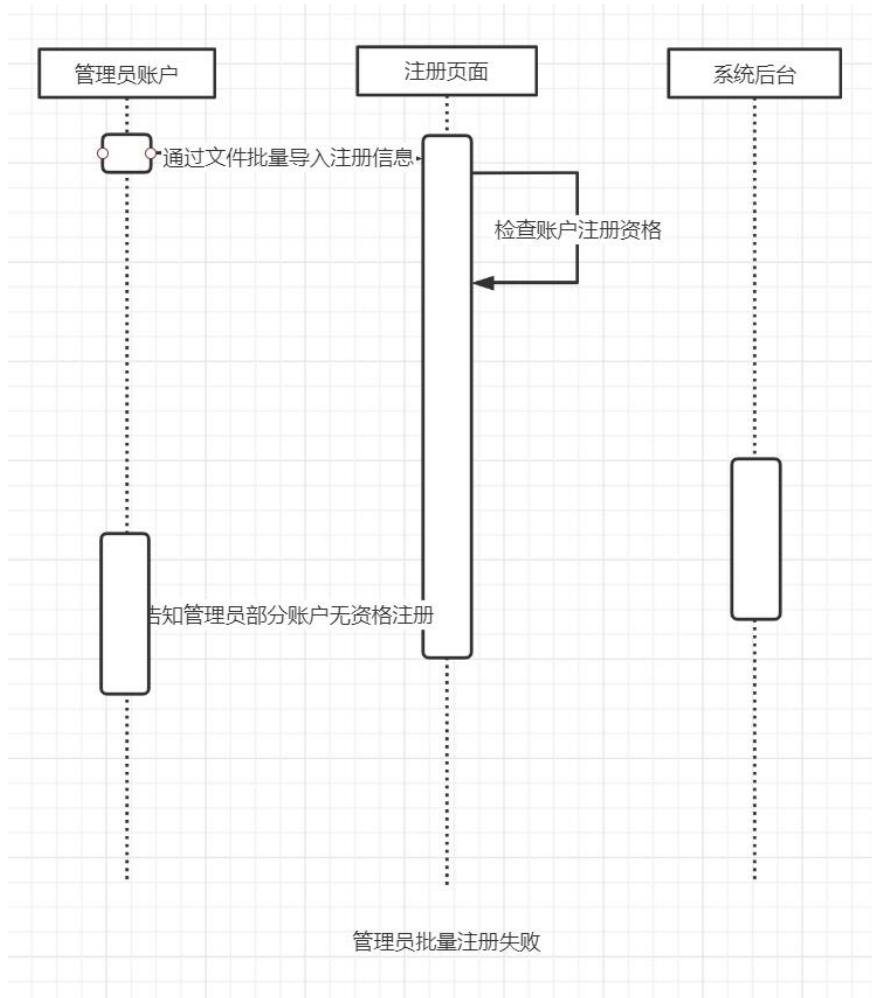 管理员账户
注册页面
系统后台
通过文件批量导入注册信息
检查账户注册资格
告知管理员部分账户无资格注册
管理员批量注册失败